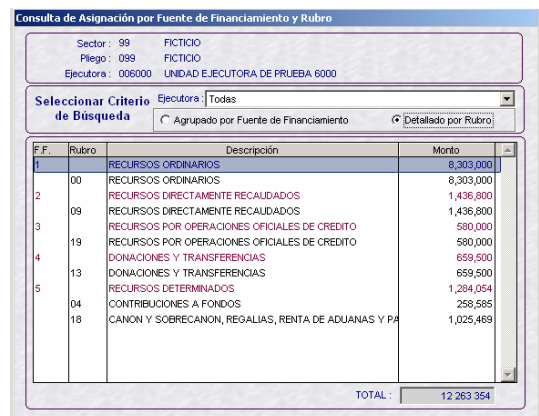 Consulta de Asignación por Fuente de Financiamiento y Rubro
Sector : 99 FICTICIO
Pliego : 099 FICTICIO
Ejecutora : 006000 UNIDAD EJECUTORA DE PRUEBA 6000
Seleccionar Criterio de Búsqueda
Ejecutora : Todas
Agrupado por Fuente de Financiamiento Detallado por Rubro
F.F. Rubro Descripción Monto
1 RECURSOS ORDINARIOS 8,303,000
00 RECURSOS ORDINARIOS 8,303,000
2 RECURSOS DIRECTAMENTE RECAUDADOS 1,436,800
09 RECURSOS DIRECTAMENTE RECAUDADOS 1,436,800
3 RECURSOS POR OPERACIONES OFICIALES DE CREDITO 580,000
19 RECURSOS POR OPERACIONES OFICIALES DE CREDITO 580,000
4 DONACIONES Y TRANSFERENCIAS 659,500
13 DONACIONES Y TRANSFERENCIAS 659,500
5 RECURSOS DETERMINADOS 1,284,054
04 CONTRIBUCIONES A FONDOS 258,585
18 CANON Y SOBRECANON, REGALIAS, RENTA DE ADUANAS Y PA 1,025,469
TOTAL : 12 263 354